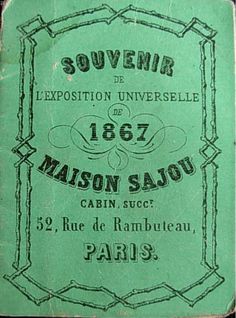 SOUVENIR
DE
L'EXPOSITION UNIVERSELLE
DE
1867
MAISON SAJOU
CABIN, SUCCR.
52, Rue de Rambuteau,
PARIS.